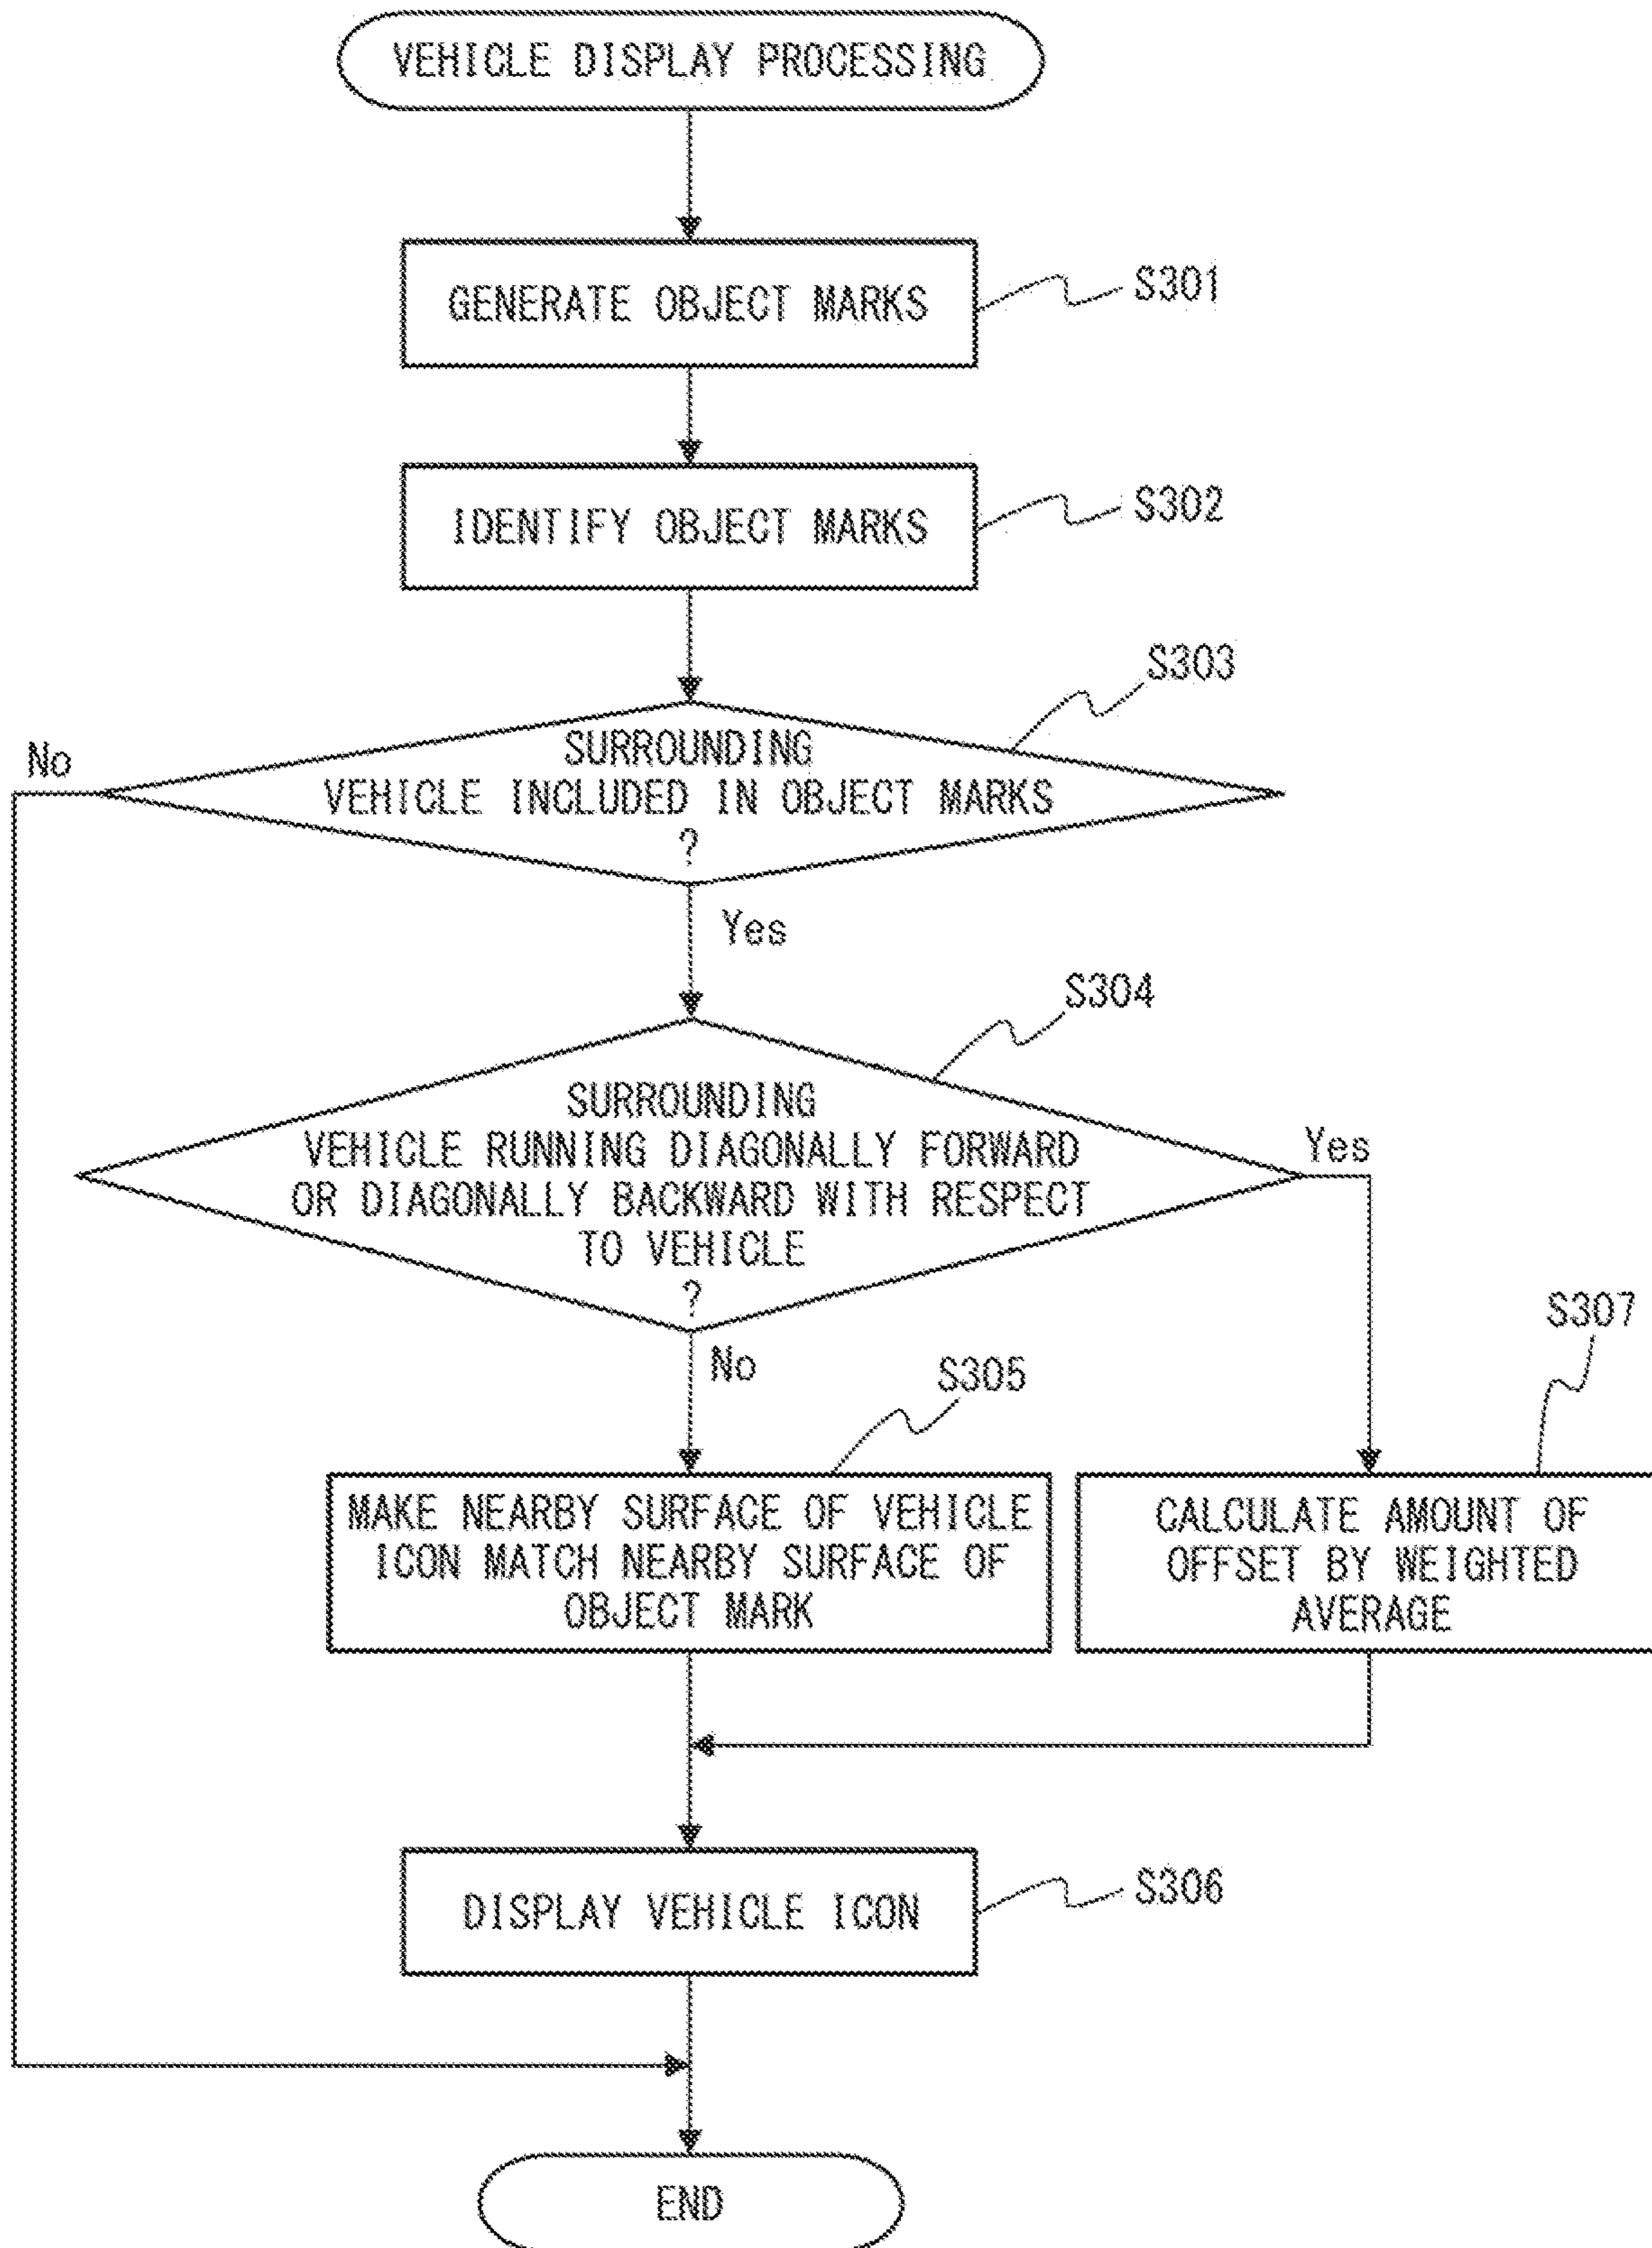 VEHICLE DISPLAY PROCESSING
GENERATE OBJECT MARKS
S301
IDENTIFY OBJECT MARKS
S302
S303
No
SURROUNDING
VEHICLE INCLUDED IN OBJECT MARKS
?
Yes
S304
SURROUNDING
VEHICLE RUNNING DIAGONALLY FORWARD
OR DIAGONALLY BACKWARD WITH RESPECT
TO VEHICLE
?
Yes
No
S305
MAKE NEARBY SURFACE OF VEHICLE
ICON MATCH NEARBY SURFACE OF
OBJECT MARK
S307
CALCULATE AMOUNT OF
OFFSET BY WEIGHTED
AVERAGE
DISPLAY VEHICLE ICON
S306
END